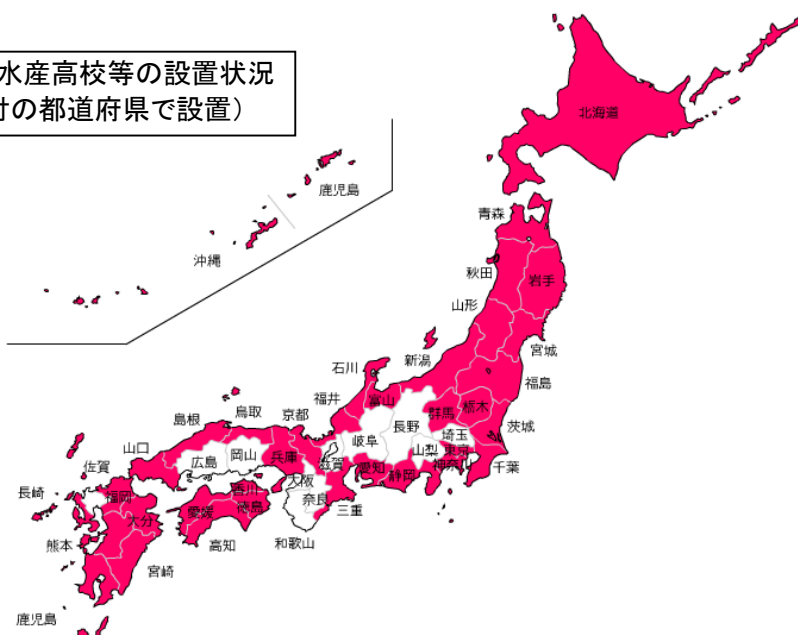 水産高校等の設置状況
付の都道府県で設置）
北海道
鹿児島
青森
沖縄
秋田
岩手
山形
宮城
新潟
石川
福島
福井
富山
群馬
栃木
島根
鳥取
京都
長野
茨城
岐阜
埼玉
山口
兵庫
岡山
広島
滋賀
山梨
東京
佐賀
愛知
静岡
神奈川
千葉
大阪
長崎
福岡
香川
奈良
愛媛
徳島
三重
大分
熊本
高知
和歌山
宮崎
鹿児島